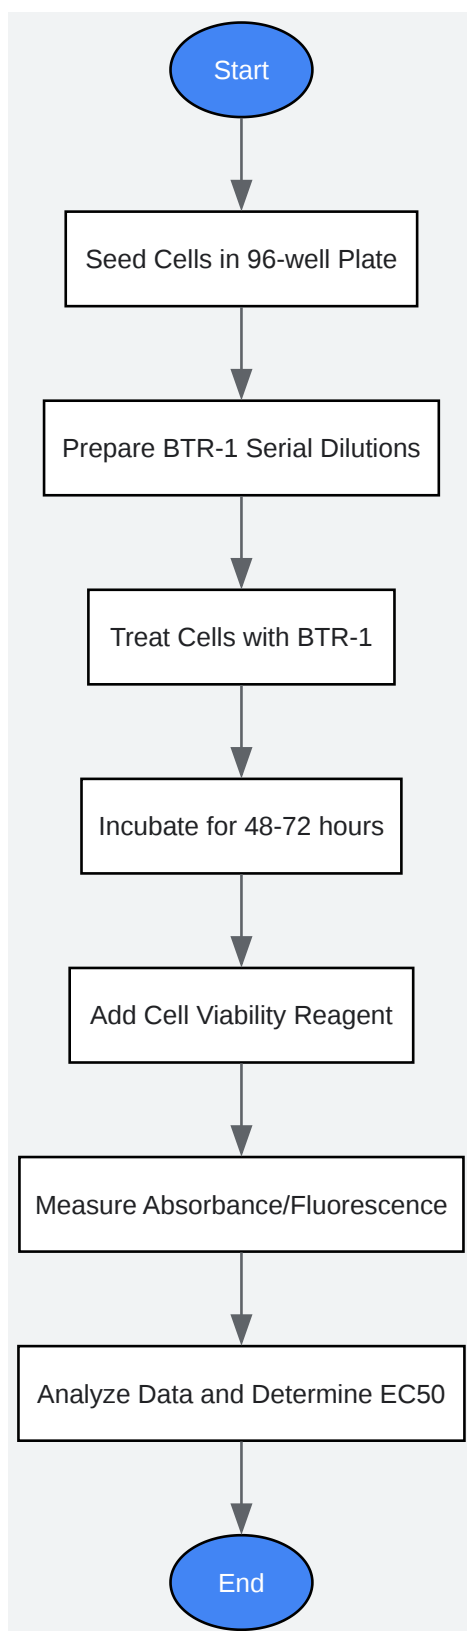 Start
Seed Cells in 96-well Plate
Prepare BTR-1 Serial Dilutions
Treat Cells with BTR-1
Incubate for 48-72 hours
Add Cell Viability Reagent
Measure Absorbance/Fluorescence
Analyze Data and Determine EC50
End